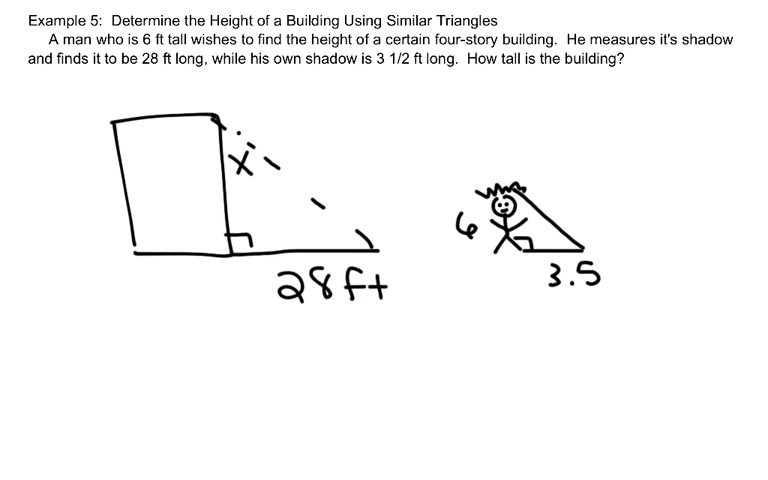 Example 5: Determine the Height of a Building Using Similar Triangles
A man who is 6 ft tall wishes to find the height of a certain four-story building. He measures it's shadow
and finds it to be 28 ft long, while his own shadow is 3 1/2 ft long. How tall is the building?
x
6
28 ft
3.5